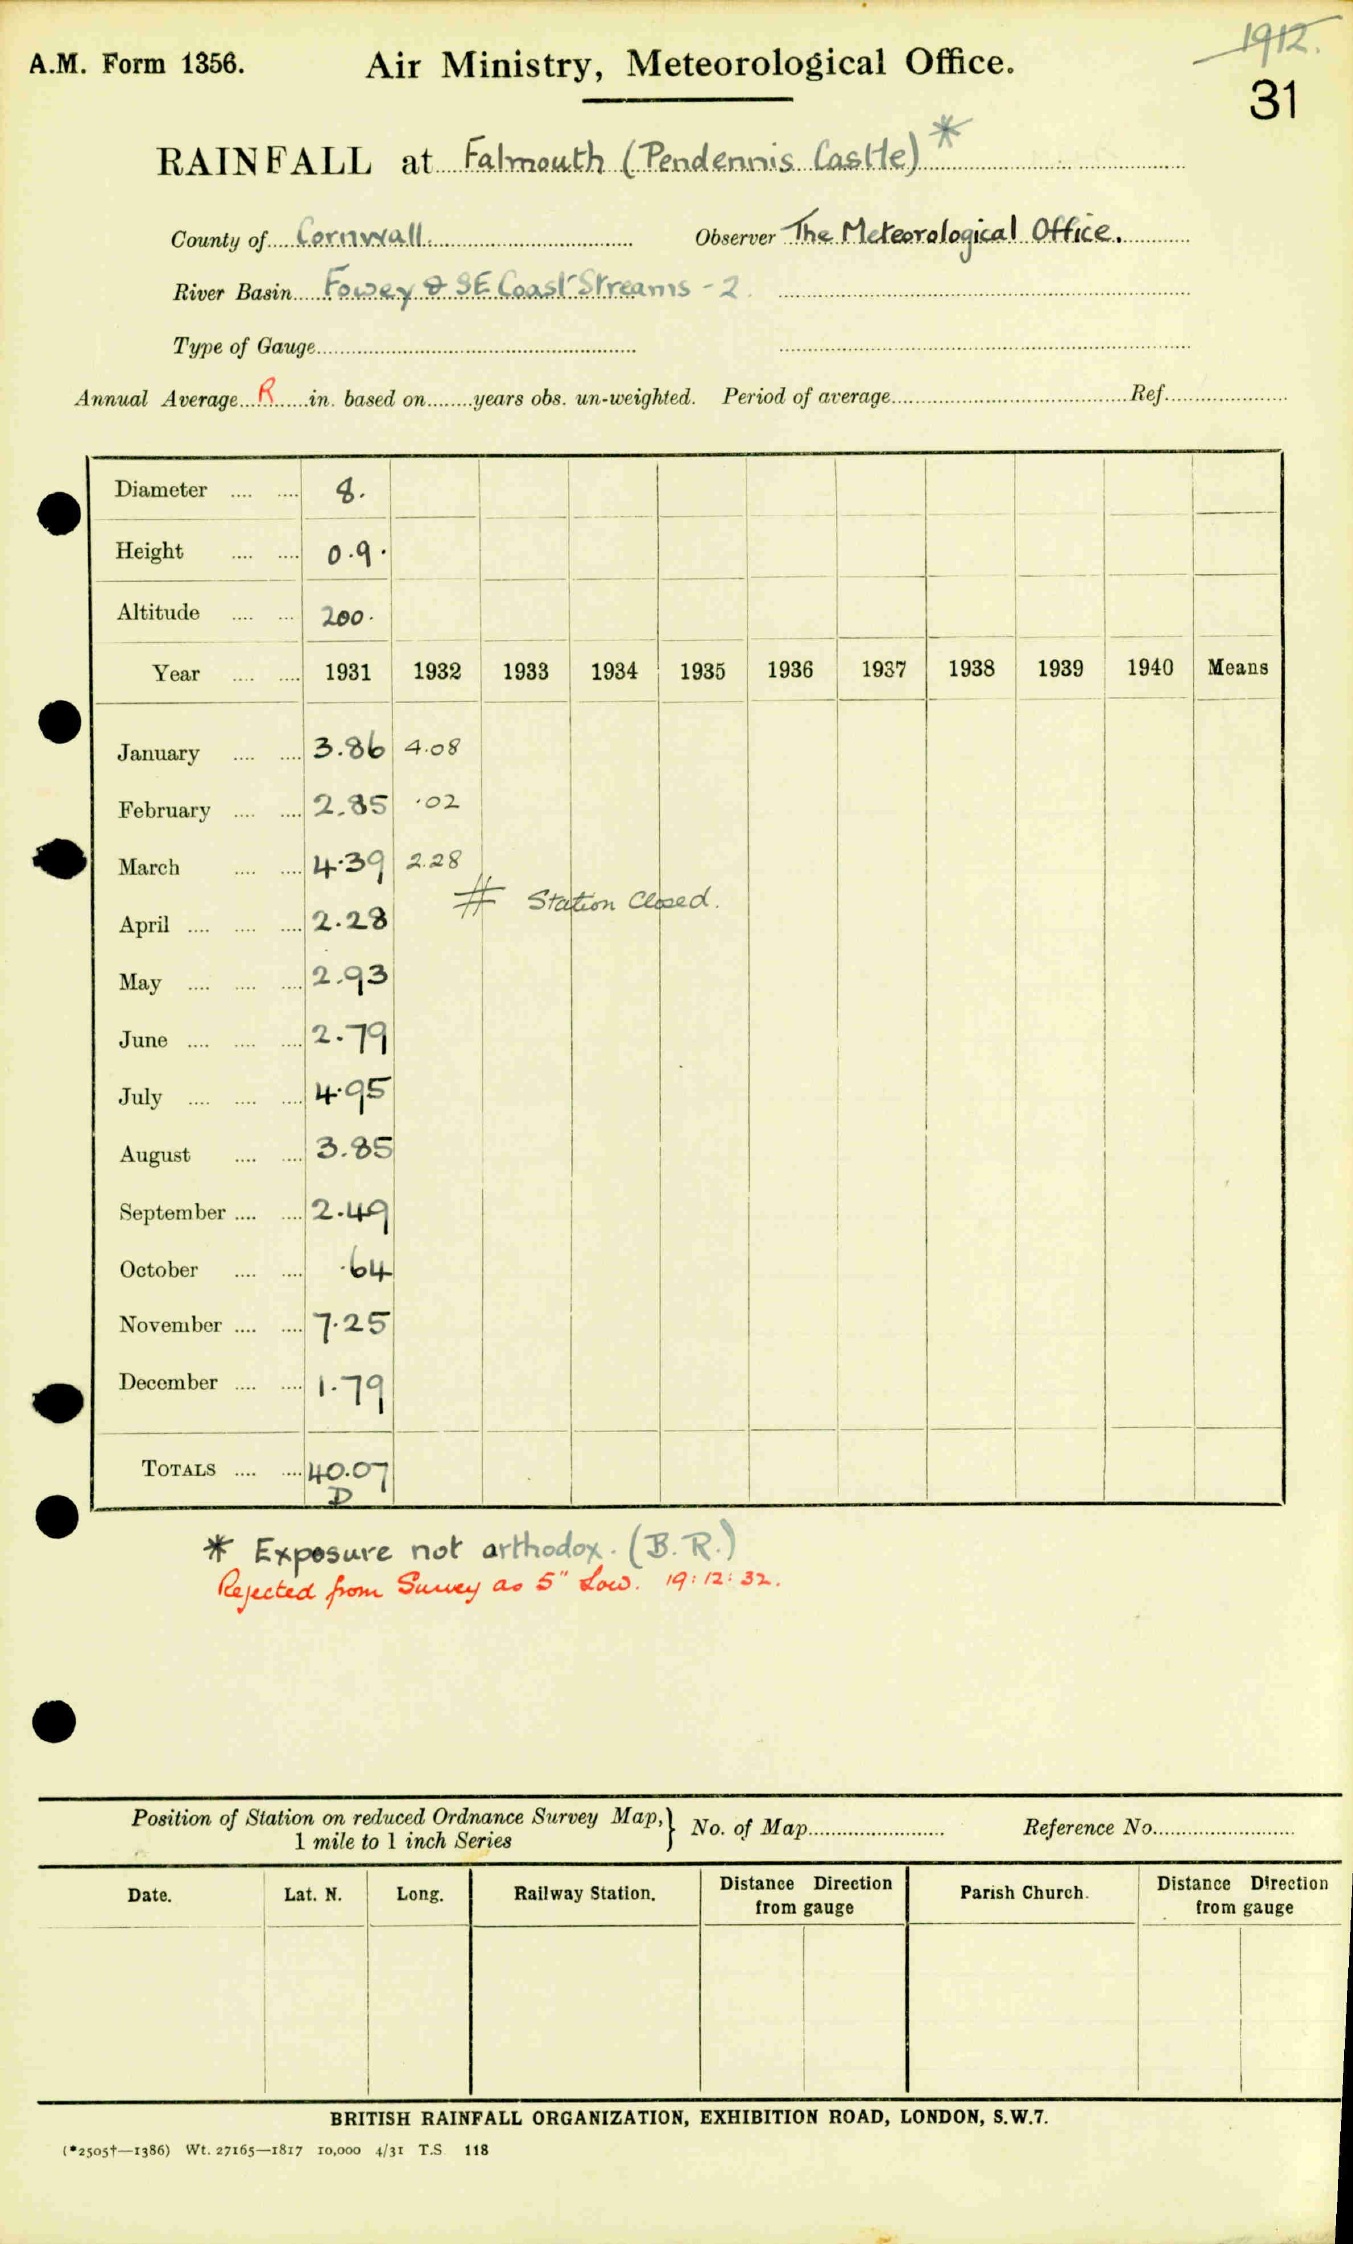 1912.
A.M. Form 1356. Air Ministry, Meteorological Office.
31
RAINFALL at Falmouth (Pendennis Castle) *
County of Cornwall. Observer The Meteorological Office.
River Basin Fowey & SE Coast Streams - 2
Type of Gauge
Annual Average R in. based on years obs. un-weighted. Period of average Ref.
Diameter 8.
Height 0.9.
Altitude 200.
Year 1931 1932 1933 1934 1935 1936 1937 1938 1939 1940 Means
January 3.86 4.08
February 2.85 .02
March 4.39 2.28
# Station Closed.
April 2.28
May 2.93
June 2.79
July 4.95
August 3.85
September 2.49
October .64
November 7.25
December 1.79
TOTALS 40.07
D
* Exposure not orthodox. (B.R.)
Rejected from Survey as 5" Low. 19:12:32.
Position of Station on reduced Ordnance Survey Map, } No. of Map Reference No.
1 mile to 1 inch Series
Date. Lat. N. Long. Railway Station. Distance Direction from gauge Parish Church. Distance Direction from gauge
BRITISH RAINFALL ORGANIZATION, EXHIBITION ROAD, LONDON, S.W.7.
(*2505†—1386) Wt. 27165—1817 10,000 4/31 T.S. 118